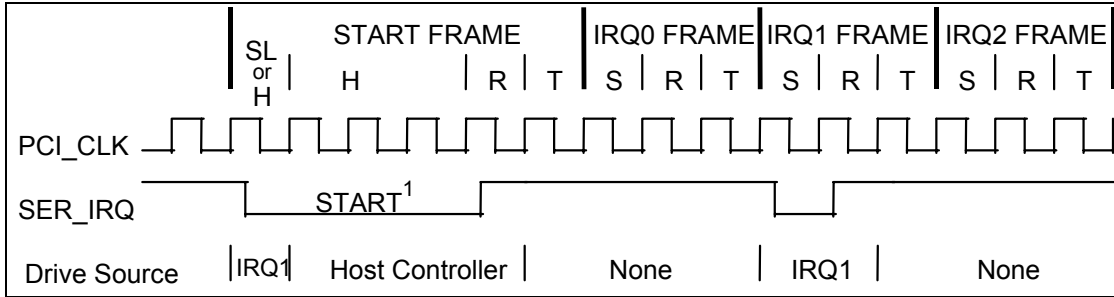 START FRAME IRQ0 FRAME IRQ1 FRAME IRQ2 FRAME
SL
or
H
H R T S R T S R T S R T
PCI_CLK
SER_IRQ START1
Drive Source IRQ1 Host Controller None IRQ1 None